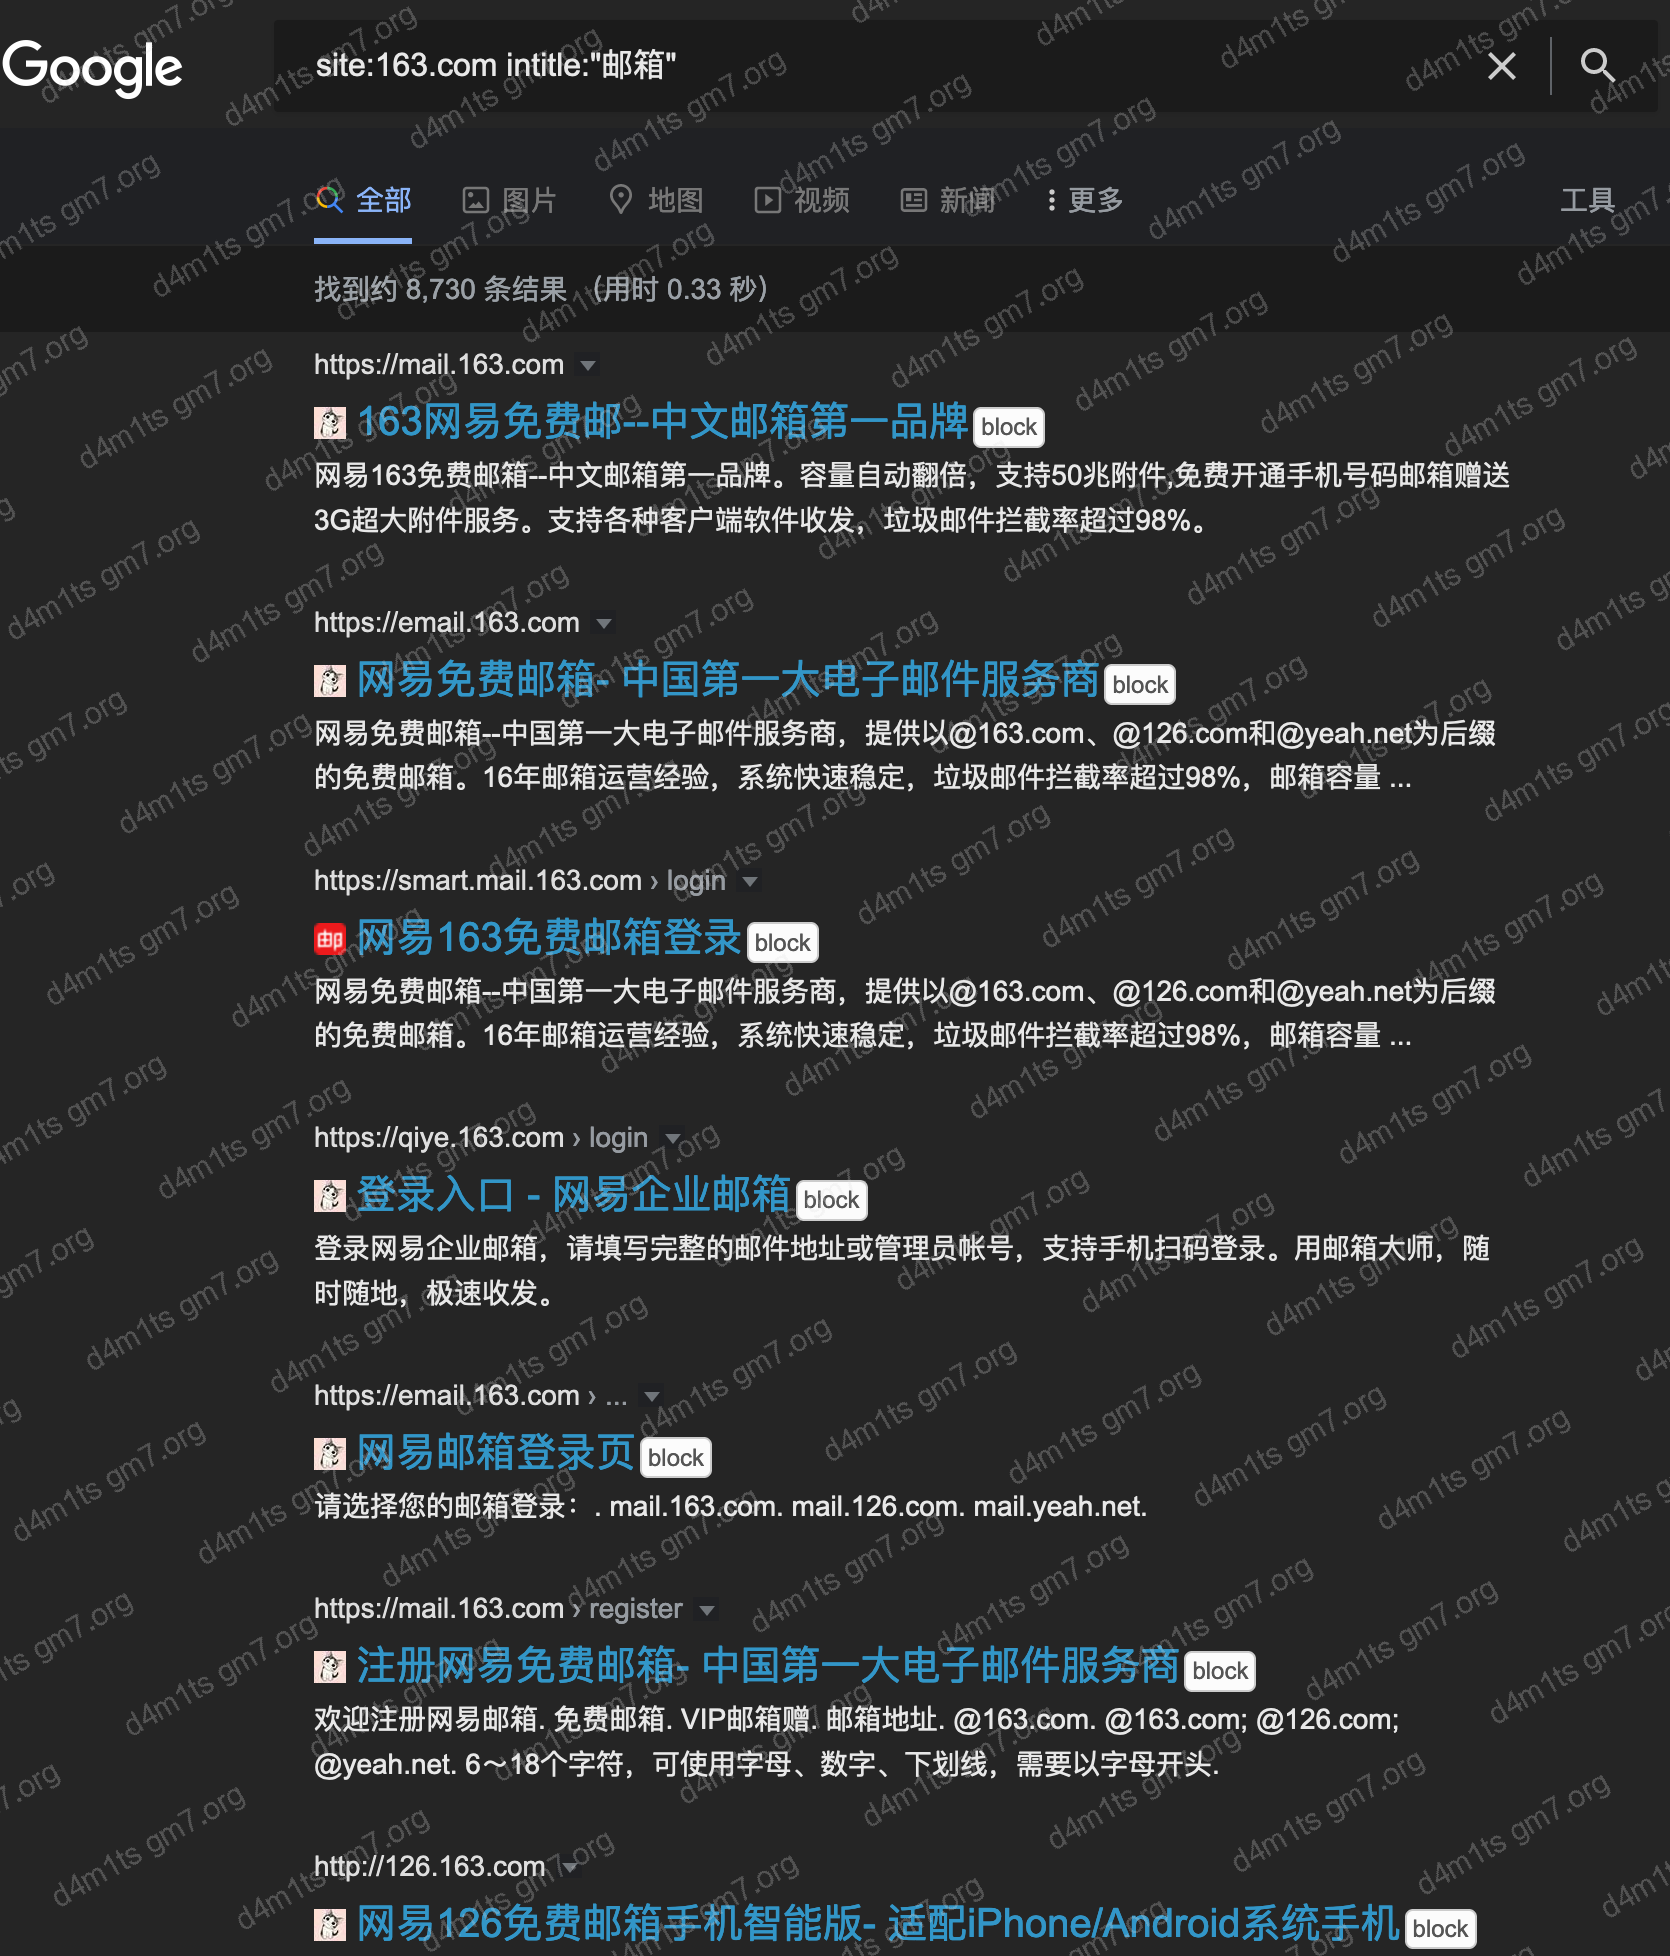 Google
site:163.com intitle:"邮箱"
全部 图片 地图 视频 新闻 更多 工具
找到约 8,730 条结果 （用时 0.33 秒）
https://mail.163.com
163网易免费邮--中文邮箱第一品牌 block
网易163免费邮箱--中文邮箱第一品牌。容量自动翻倍，支持50兆附件,免费开通手机号码邮箱赠送
3G超大附件服务。支持各种客户端软件收发，垃圾邮件拦截率超过98%。
https://email.163.com
网易免费邮箱- 中国第一大电子邮件服务商 block
网易免费邮箱--中国第一大电子邮件服务商，提供以@163.com、@126.com和@yeah.net为后缀
的免费邮箱。16年邮箱运营经验，系统快速稳定，垃圾邮件拦截率超过98%，邮箱容量 ...
https://smart.mail.163.com › login
邮 网易163免费邮箱登录 block
网易免费邮箱--中国第一大电子邮件服务商，提供以@163.com、@126.com和@yeah.net为后缀
的免费邮箱。16年邮箱运营经验，系统快速稳定，垃圾邮件拦截率超过98%，邮箱容量 ...
https://qiye.163.com › login
登录入口 - 网易企业邮箱 block
登录网易企业邮箱，请填写完整的邮件地址或管理员帐号，支持手机扫码登录。用邮箱大师，随
时随地，极速收发。
https://email.163.com › ...
网易邮箱登录页 block
请选择您的邮箱登录：. mail.163.com. mail.126.com. mail.yeah.net.
https://mail.163.com › register
注册网易免费邮箱- 中国第一大电子邮件服务商 block
欢迎注册网易邮箱. 免费邮箱. VIP邮箱赠. 邮箱地址. @163.com. @163.com; @126.com;
@yeah.net. 6～18个字符，可使用字母、数字、下划线，需要以字母开头.
http://126.163.com
网易126免费邮箱手机智能版- 适配iPhone/Android系统手机 block
d4m1ts gm7.org